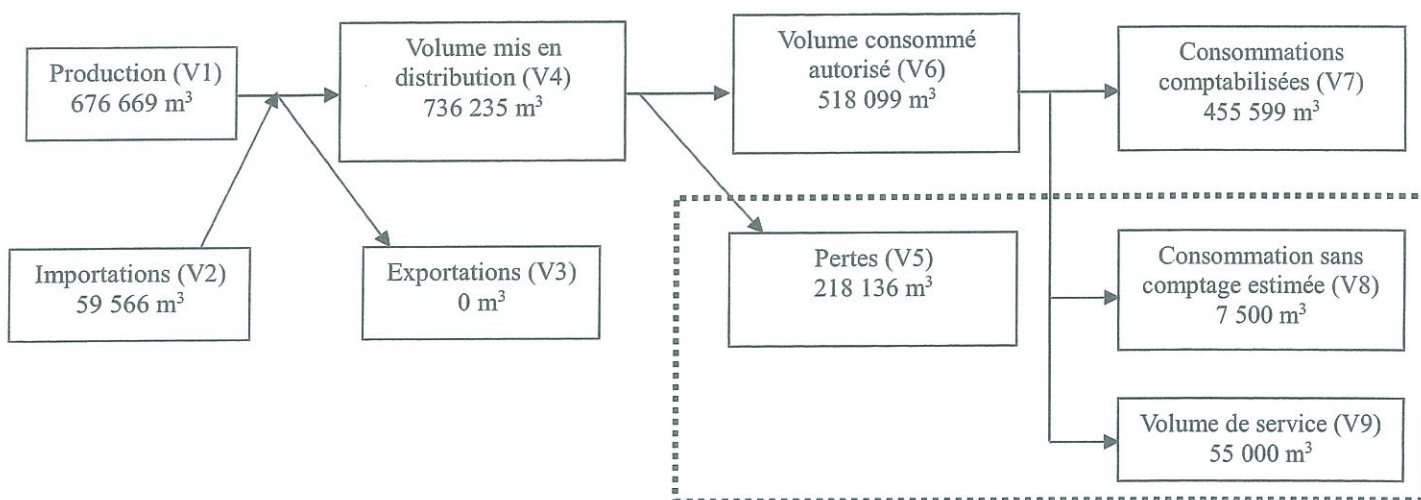 Production (V1)
676 669 m³
Volume mis en
distribution (V4)
736 235 m³
Volume consommé
autorisé (V6)
518 099 m³
Consommations
comptabilisées (V7)
455 599 m³
Importations (V2)
59 566 m³
Exportations (V3)
0 m³
Pertes (V5)
218 136 m³
Consommation sans
comptage estimée (V8)
7 500 m³
Volume de service (V9)
55 000 m³